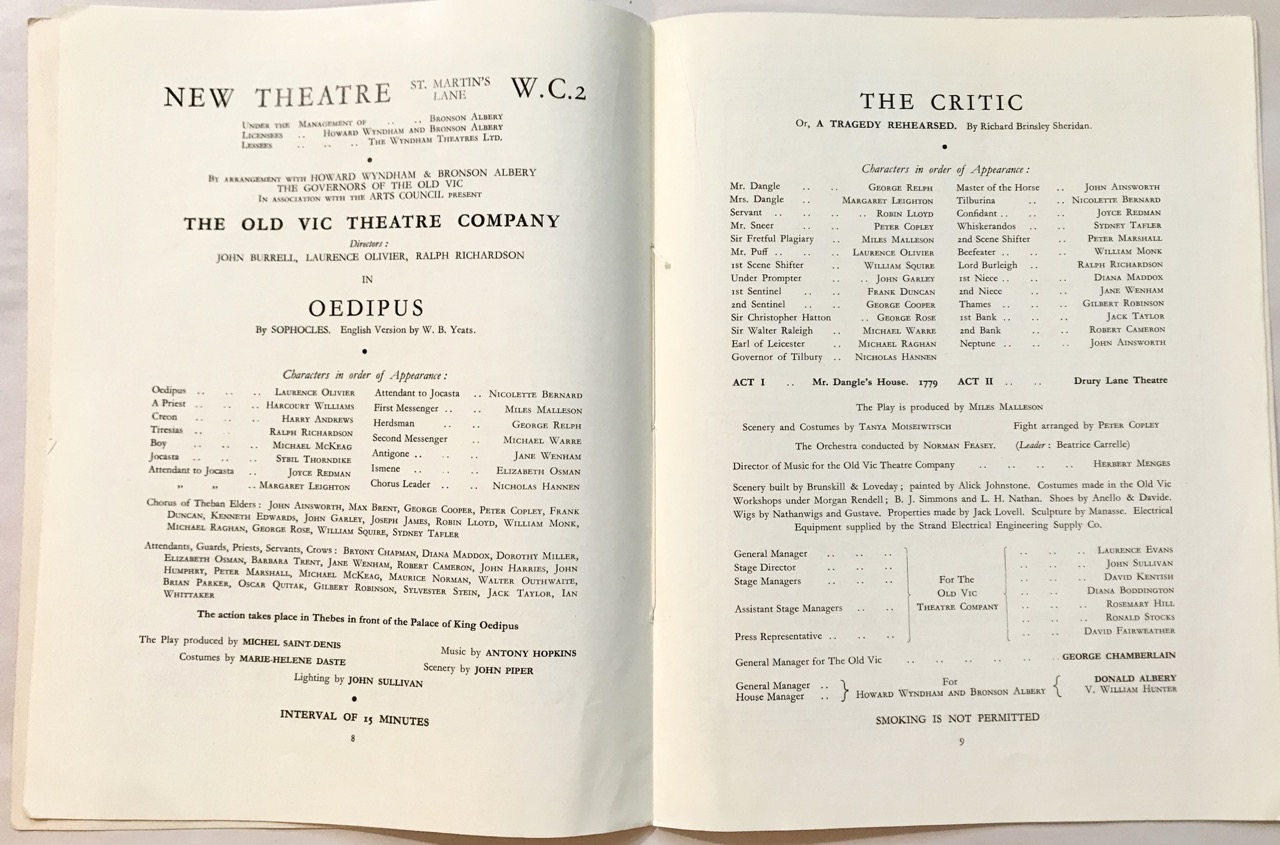 NEW THEATRE ST. MARTIN'S LANE W.C.2
UNDER THE MANAGEMENT OF .. .. BRONSON ALBERY
LICENSEES .. HOWARD WYNDHAM AND BRONSON ALBERY
LESSEES .. .. .. THE WYNDHAM THEATRES LTD.
BY ARRANGEMENT WITH HOWARD WYNDHAM & BRONSON ALBERY
THE GOVERNORS OF THE OLD VIC
IN ASSOCIATION WITH THE ARTS COUNCIL PRESENT
THE OLD VIC THEATRE COMPANY
Directors :
JOHN BURRELL, LAURENCE OLIVIER, RALPH RICHARDSON
IN
OEDIPUS
By SOPHOCLES. English Version by W. B. Yeats.
Characters in order of Appearance :
Oedipus .. .. .. LAURENCE OLIVIER
A Priest .. .. .. HARCOURT WILLIAMS
Creon .. .. .. HARRY ANDREWS
Tiresias .. .. .. RALPH RICHARDSON
Boy .. .. .. MICHAEL MCKEAG
Jocasta .. .. .. SYBIL THORNDIKE
Attendant to Jocasta .. JOYCE REDMAN
" " .. MARGARET LEIGHTON
Attendant to Jocasta .. NICOLETTE BERNARD
First Messenger .. .. MILES MALLESON
Herdsman .. .. GEORGE RELPH
Second Messenger .. MICHAEL WARRE
Antigone .. .. .. JANE WENHAM
Ismene .. .. .. ELIZABETH OSMAN
Chorus Leader .. .. NICHOLAS HANNEN
Chorus of Theban Elders : JOHN AINSWORTH, MAX BRENT, GEORGE COOPER, PETER COPLEY, FRANK
DUNCAN, KENNETH EDWARDS, JOHN GARLEY, JOSEPH JAMES, ROBIN LLOYD, WILLIAM MONK,
MICHAEL RAGHAN, GEORGE ROSE, WILLIAM SQUIRE, SYDNEY TAFLER
Attendants, Guards, Priests, Servants, Crows : BRYONY CHAPMAN, DIANA MADDOX, DOROTHY MILLER,
ELIZABETH OSMAN, BARBARA TRENT, JANE WENHAM, ROBERT CAMERON, JOHN HARRIES, JOHN
HUMPHRY, PETER MARSHALL, MICHAEL MCKEAG, MAURICE NORMAN, WALTER OUTHWAITE,
BRIAN PARKER, OSCAR QUITAK, GILBERT ROBINSON, SYLVESTER STEIN, JACK TAYLOR, IAN
WHITTAKER
The action takes place in Thebes in front of the Palace of King Oedipus
The Play produced by MICHEL SAINT-DENIS
Music by ANTONY HOPKINS
Costumes by MARIE-HELENE DASTE
Scenery by JOHN PIPER
Lighting by JOHN SULLIVAN
INTERVAL OF 15 MINUTES
8
THE CRITIC
Or, A TRAGEDY REHEARSED. By Richard Brinsley Sheridan.
Characters in order of Appearance :
Mr. Dangle .. .. GEORGE RELPH
Mrs. Dangle .. MARGARET LEIGHTON
Servant .. .. .. .. ROBIN LLOYD
Mr. Sneer .. .. PETER COPLEY
Sir Fretful Plagiary .. MILES MALLESON
Mr. Puff .. .. LAURENCE OLIVIER
1st Scene Shifter .. WILLIAM SQUIRE
Under Prompter .. .. JOHN GARLEY
1st Sentinel .. .. FRANK DUNCAN
2nd Sentinel .. .. GEORGE COOPER
Sir Christopher Hatton .. GEORGE ROSE
Sir Walter Raleigh .. MICHAEL WARRE
Earl of Leicester .. MICHAEL RAGHAN
Governor of Tilbury .. NICHOLAS HANNEN
Master of the Horse .. JOHN AINSWORTH
Tilburina .. .. NICOLETTE BERNARD
Confidant .. .. JOYCE REDMAN
Whiskerandos .. .. SYDNEY TAFLER
2nd Scene Shifter .. PETER MARSHALL
Beefeater .. .. WILLIAM MONK
Lord Burleigh .. RALPH RICHARDSON
1st Niece .. .. DIANA MADDOX
2nd Niece .. .. JANE WENHAM
Thames .. .. GILBERT ROBINSON
1st Bank .. .. JACK TAYLOR
2nd Bank .. .. ROBERT CAMERON
Neptune .. .. .. JOHN AINSWORTH
ACT I .. Mr. Dangle's House. 1779 ACT II .. .. Drury Lane Theatre
The Play is produced by MILES MALLESON
Scenery and Costumes by TANYA MOISEIWITSCH Fight arranged by PETER COPLEY
The Orchestra conducted by NORMAN FEASEY. (Leader : Beatrice Carrelle)
Director of Music for the Old Vic Theatre Company .. .. .. .. HERBERT MENGES
Scenery built by Brunskill & Loveday ; painted by Alick Johnstone. Costumes made in the Old Vic
Workshops under Morgan Rendell ; B. J. Simmons and L. H. Nathan. Shoes by Anello & Davide.
Wigs by Nathanwigs and Gustave. Properties made by Jack Lovell. Sculpture by Manasse. Electrical
Equipment supplied by the Strand Electrical Engineering Supply Co.
General Manager .. .. ..
Stage Director .. .. ..
Stage Managers .. .. ..
Assistant Stage Managers .. ..
Press Representative .. .. ..
For The
OLD VIC
THEATRE COMPANY
.. .. .. LAURENCE EVANS
.. .. .. JOHN SULLIVAN
.. .. .. DAVID KENTISH
.. .. .. DIANA BODDINGTON
.. .. .. ROSEMARY HILL
.. .. .. RONALD STOCKS
.. .. .. DAVID FAIRWEATHER
General Manager for The Old Vic .. .. .. .. .. GEORGE CHAMBERLAIN
General Manager ..
House Manager ..
For
HOWARD WYNDHAM AND BRONSON ALBERY
DONALD ALBERY
V. WILLIAM HUNTER
SMOKING IS NOT PERMITTED
9